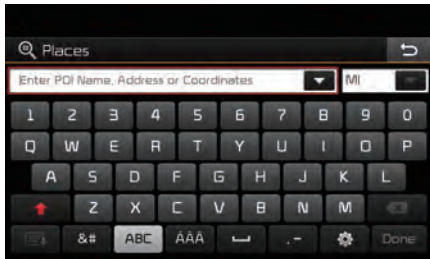 Places
Enter POI Name, Address or Coordinates MI
1 2 3 4 5 6 7 8 9 0
Q W E R T Y U I O P
A S D F G H J K L
Z X C V B N M
&# ABC ÀÂÄ .- Done